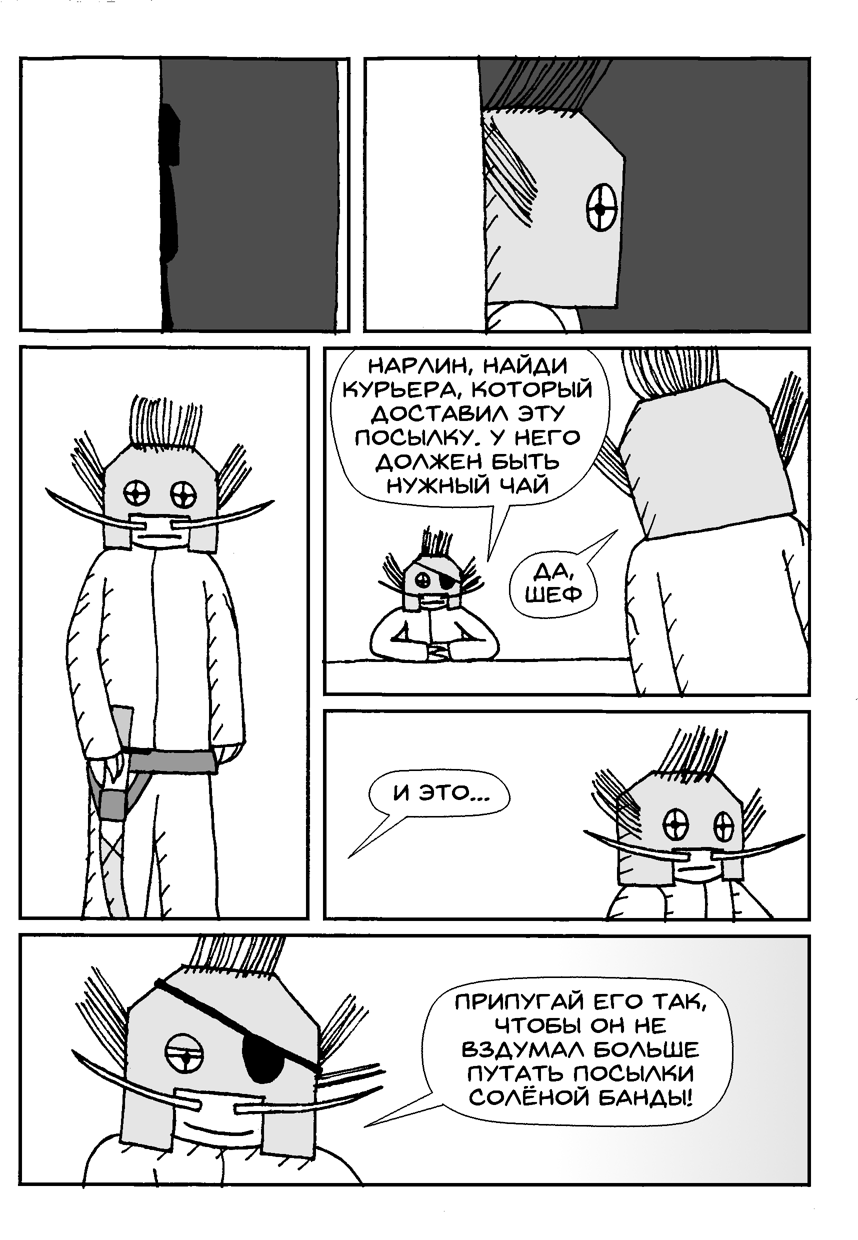 НАРЛИН, НАЙДИ
КУРЬЕРА, КОТОРЫЙ
ДОСТАВИЛ ЭТУ
ПОСЫЛКУ. У НЕГО
ДОЛЖЕН БЫТЬ
НУЖНЫЙ ЧАЙ
ДА,
ШЕФ
И ЭТО...
ПРИПУГАЙ ЕГО ТАК,
ЧТОБЫ ОН НЕ
ВЗДУМАЛ БОЛЬШЕ
ПУТАТЬ ПОСЫЛКИ
СОЛЁНОЙ БАНДЫ!